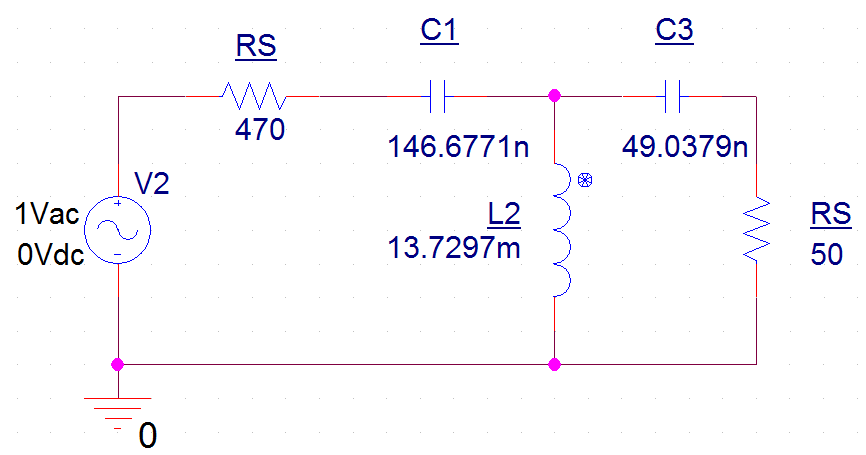 C1
C3
RS
470
146.6771n
49.0379n
V2
1Vac
0Vdc
+
-
L2
13.7297m
RS
50
0